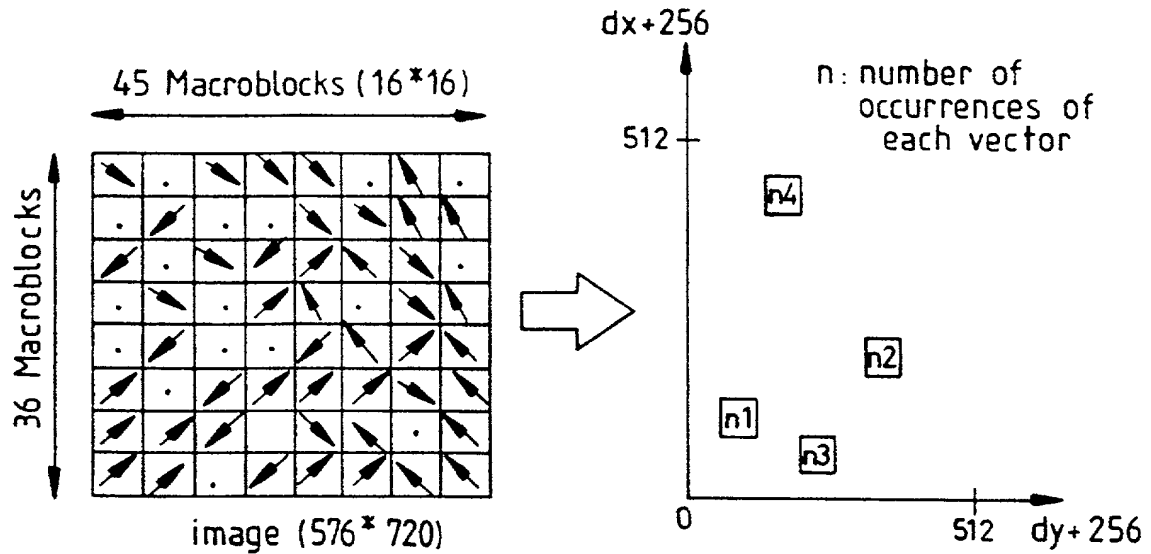 45 Macroblocks (16*16)
36 Macroblocks
image (576*720)
dx+256
n: number of
occurrences of
each vector
512
n4
n2
n1
n3
0
512
dy+256